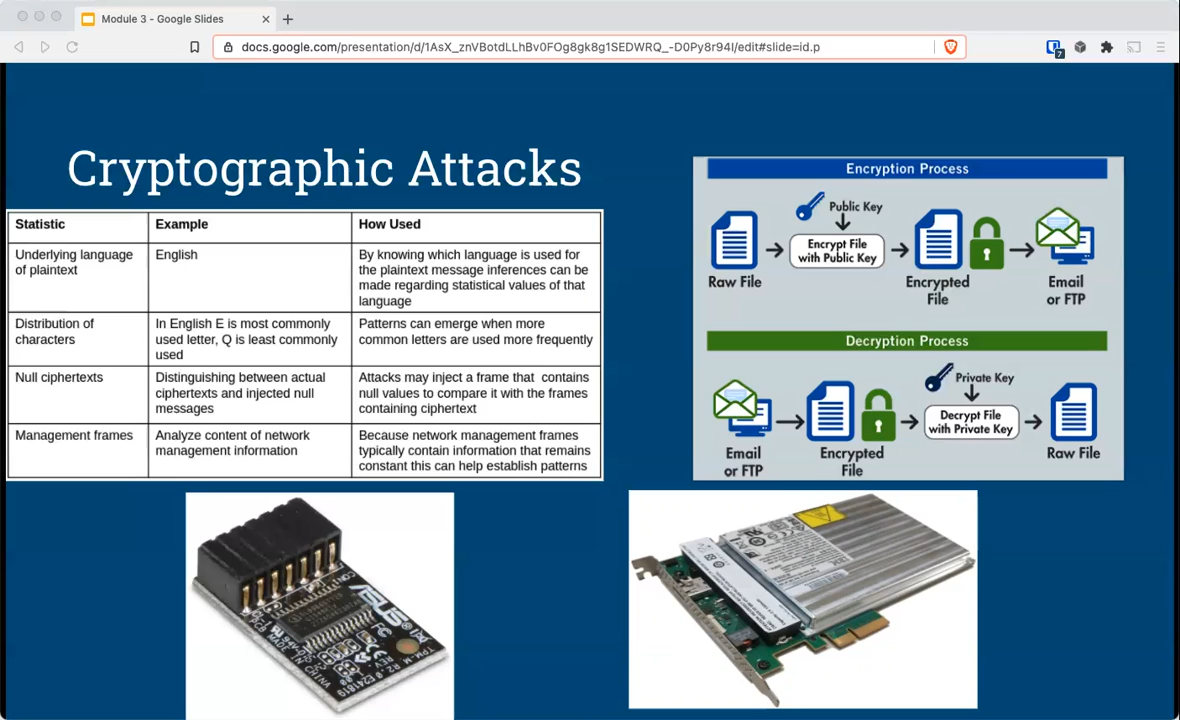 Module 3 - Google Slides
docs.google.com/presentation/d/1AsX_znVBotdLLhBv0FOg8gk8g1SEDWRQ_-D0Py8r94I/edit#slide=id.p
7
Cryptographic Attacks
Statistic
Example
How Used
Underlying language
of plaintext
English
By knowing which language is used for
the plaintext message inferences can be
made regarding statistical values of that
language
Distribution of
characters
In English E is most commonly
used letter, Q is least commonly
used
Patterns can emerge when more
common letters are used more frequently
Null ciphertexts
Distinguishing between actual
ciphertexts and injected null
messages
Attacks may inject a frame that contains
null values to compare it with the frames
containing ciphertext
Management frames
Analyze content of network
management information
Because network management frames
typically contain information that remains
constant this can help establish patterns
Encryption Process
Public Key
Encrypt File
with Public Key
Raw File
Encrypted
File
Email
or FTP
Decryption Process
Private Key
Decrypt File
with Private Key
Email
or FTP
Encrypted
File
Raw File
ASUS
CHINA